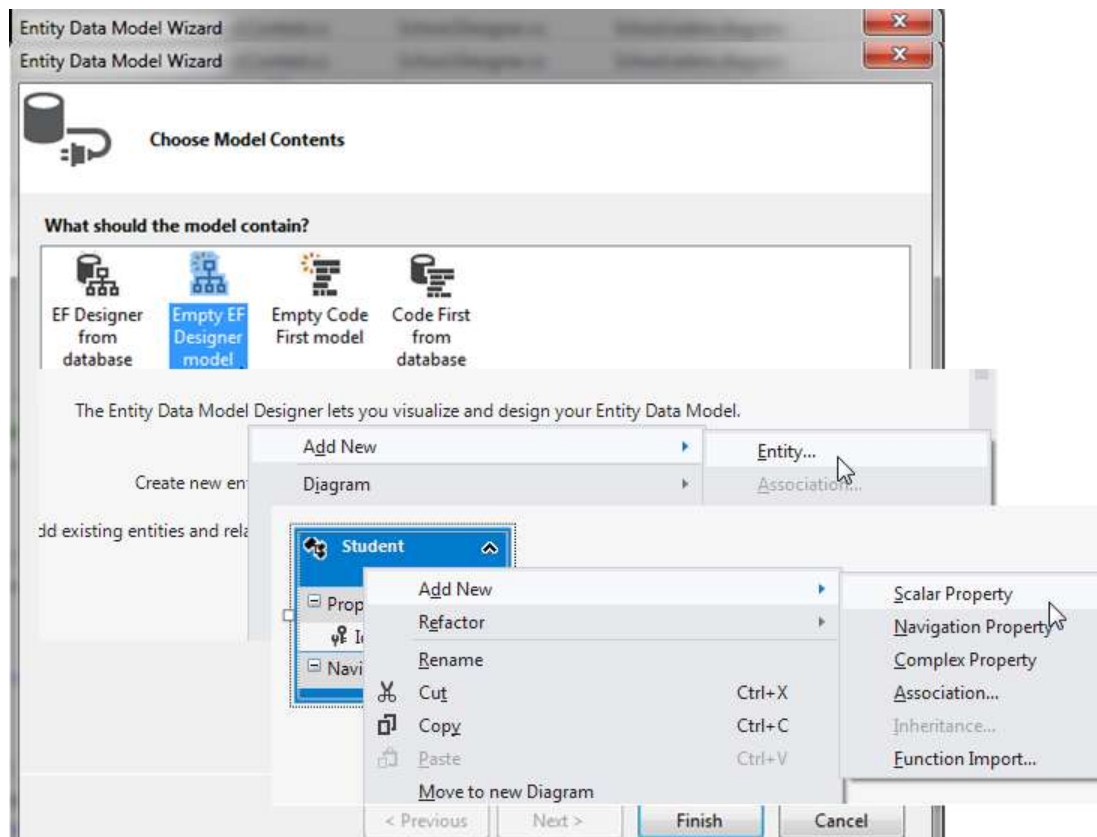 Entity Data Model Wizard
Entity Data Model Wizard
Choose Model Contents
What should the model contain?
EF Designer
from
database
Empty EF
Designer
model
Empty Code
First model
Code First
from
database
The Entity Data Model Designer lets you visualize and design your Entity Data Model.
Add New
Entity...
Create new en
Diagram
Association...
dd existing entities and rela
Student
Add New
Scalar Property
Prop
Refactor
Navigation Property
Rename
Complex Property
Navi
Cut Ctrl+X
Association...
Copy Ctrl+C
Inheritance...
Paste Ctrl+V
Function Import...
Move to new Diagram
< Previous Next > Finish Cancel